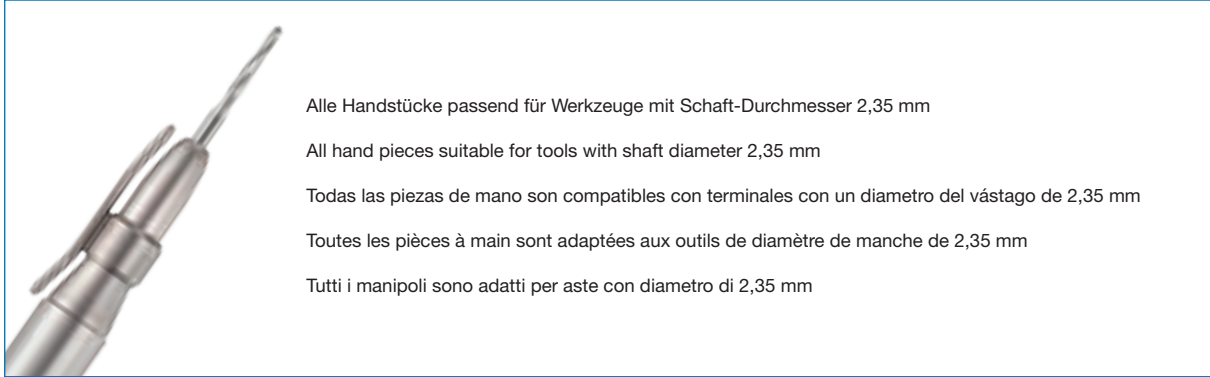 Alle Handstücke passend für Werkzeuge mit Schaft-Durchmesser 2,35 mm
All hand pieces suitable for tools with shaft diameter 2,35 mm
Todas las piezas de mano son compatibles con terminales con un diametro del vástago de 2,35 mm
Toutes les pièces à main sont adaptées aux outils de diamètre de manche de 2,35 mm
Tutti i manipoli sono adatti per aste con diametro di 2,35 mm